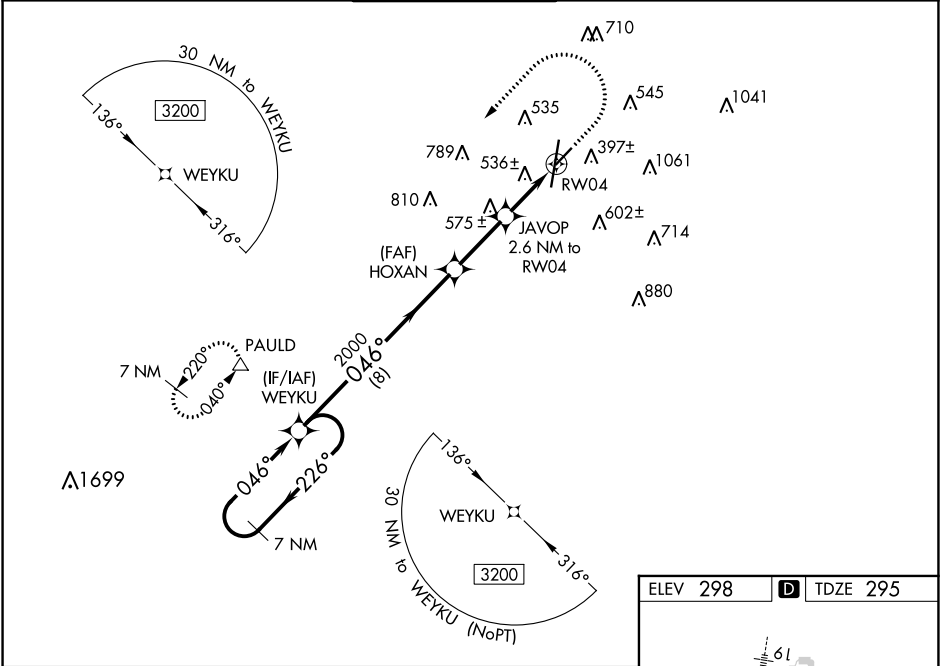 30 NM to WEYKU
3200
136°
WEYKU
316°
710
535
545
1041
789
536±
397±
1061
RW04
810
575 ±
JAVOP
2.6 NM to
RW04
602±
714
880
(FAF)
HOXAN
PAULD
7 NM
220°
040°
(IF/IAF)
WEYKU
2000
046°
(8)
1699
046°
226°
7 NM
136°
WEYKU
316°
3200
30 NM to WEYKU (NoPT)
ELEV 298 D TDZE 295
19